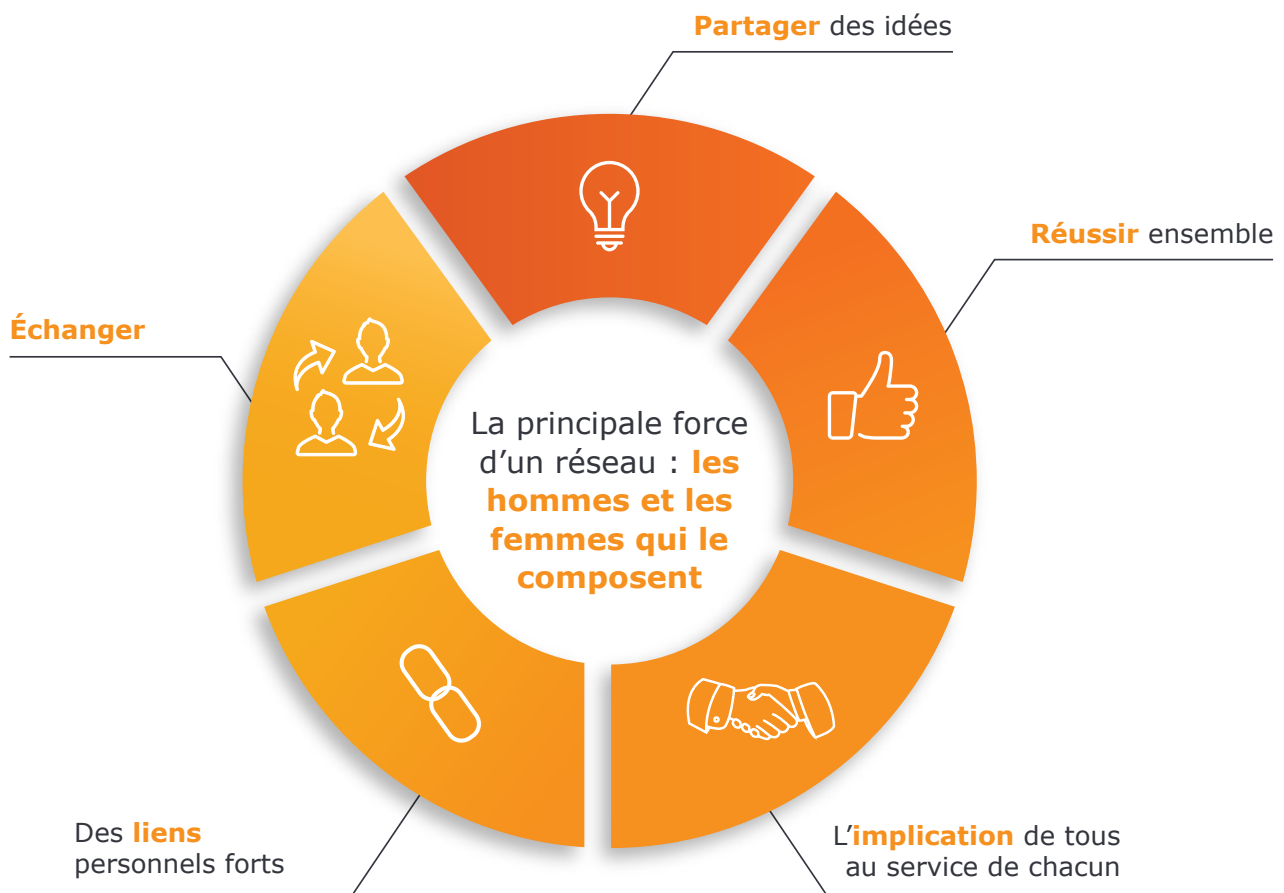 Partager des idées
Réussir ensemble
Échanger
La principale force
d’un réseau : les
hommes et les
femmes qui le
composent
Des liens
personnels forts
L’implication de tous
au service de chacun